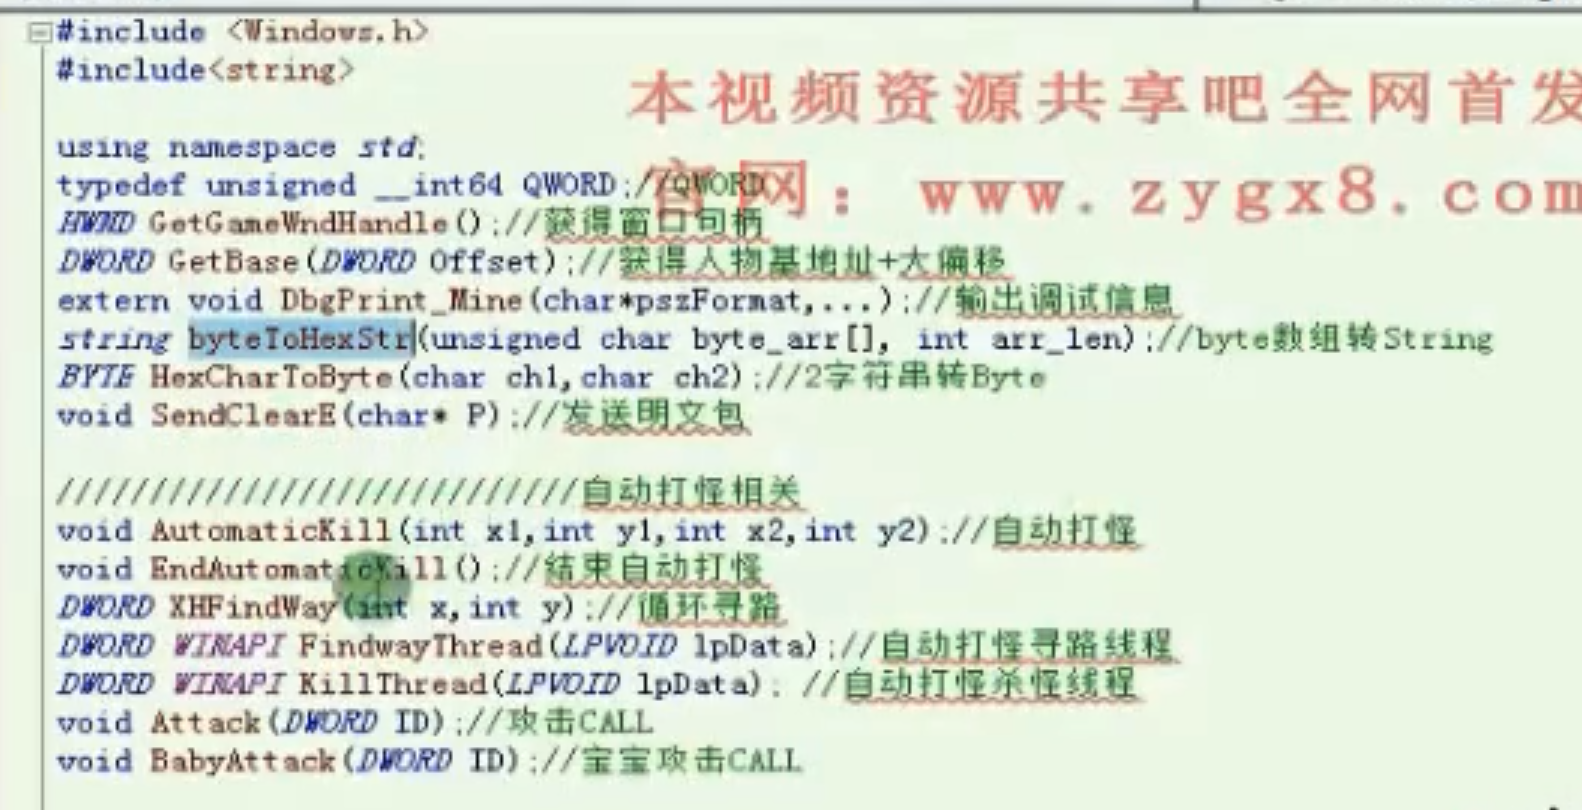 #include <Windows.h>
#include<string>
本视频资源共享吧全网首发
官网：www.zygx8.com
using namespace std;
typedef unsigned __int64 QWORD;//QWORD
HWND GetGameWndHandle();//获得窗口句柄
DWORD GetBase(DWORD Offset);//获得人物基地址+大偏移
extern void DbgPrint_Mine(char*pszFormat,...);//输出调试信息
string byteToHexStr(unsigned char byte_arr[], int arr_len);//byte数组转String
BYTE HexCharToByte(char ch1,char ch2);//2字符串转Byte
void SendClearE(char* P);//发送明文包
////////////////////////////自动打怪相关
void AutomaticKill(int x1,int y1,int x2,int y2);//自动打怪
void EndAutomaticKill();//结束自动打怪
DWORD XHFindWay(int x,int y);//循环寻路
DWORD WINAPI FindwayThread(LPVOID lpData);//自动打怪寻路线程
DWORD WINAPI KillThread(LPVOID lpData); //自动打怪杀怪线程
void Attack(DWORD ID);//攻击CALL
void BabyAttack(DWORD ID);//宝宝攻击CALL